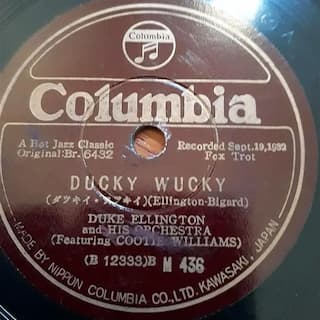 Columbia
Columbia
A Hot Jazz Classic
Original:Br. 6432
Recorded Sept.19,1932
Fox Trot
DUCKY WUCKY
(ダッキイ・ワッキイ)(Ellington-Bigard)
DUKE ELLINGTON
and HIS ORCHESTRA
(Featuring COOTIE WILLIAMS)
(B 12333)B M 436
MADE BY NIPPON COLUMBIA CO., LTD. KAWASAKI, JAPAN